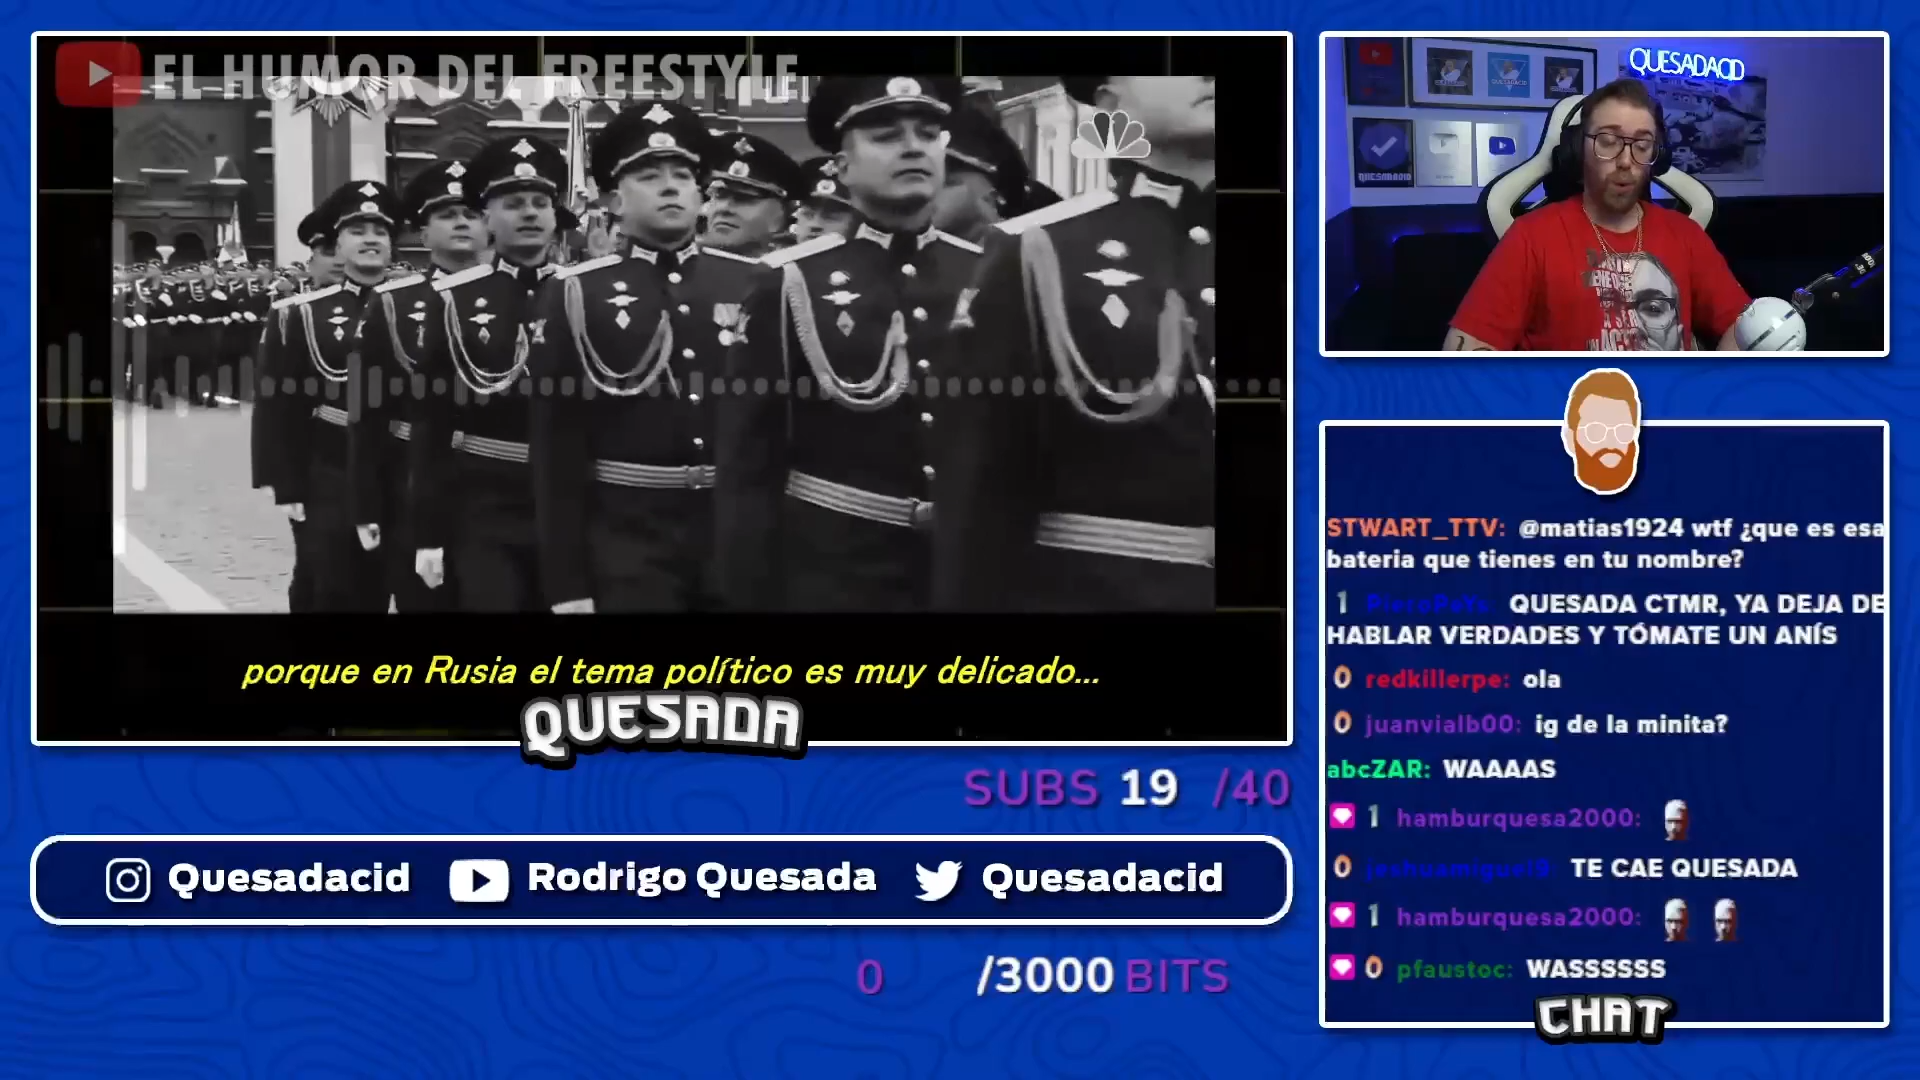 EL HUMOR DEL FREESTYLE
porque en Rusia el tema político es muy delicado...
QUESADA
SUBS 19 /40
Quesadacid Rodrigo Quesada Quesadacid
0 /3000 BITS
QUESADACID
QUESADACID
STWART_TTV: @matias1924 wtf ¿que es esa
bateria que tienes en tu nombre?
1 QUESADA CTMR, YA DEJA DE
HABLAR VERDADES Y TÓMATE UN ANÍS
0 redkillerpe: ola
0 juanvialb00: ig de la minita?
abcZAR: WAAAAS
1 hamburquesa2000:
0 jeshuamiguel9: TE CAE QUESADA
1 hamburquesa2000:
0 pfaustoc: WASSSSSS
CHAT